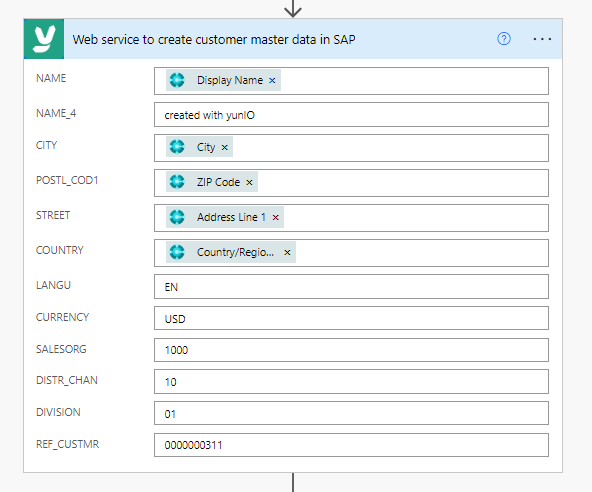 Web service to create customer master data in SAP
NAME Display Name ×
NAME_4 created with yunIO
CITY City ×
POSTL_COD1 ZIP Code ×
STREET Address Line 1 ×
COUNTRY Country/Regio... ×
LANGU EN
CURRENCY USD
SALESORG 1000
DISTR_CHAN 10
DIVISION 01
REF_CUSTMR 0000000311